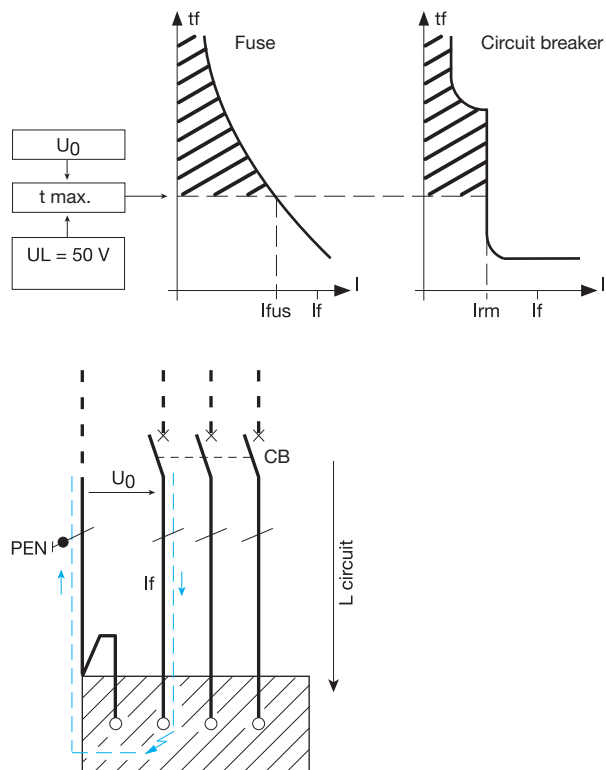 tf
Fuse
tf
Circuit breaker
U0
t max.
UL = 50 V
I
I
Ifus
If
Irm
If
CB
U0
PEN
If
L circuit